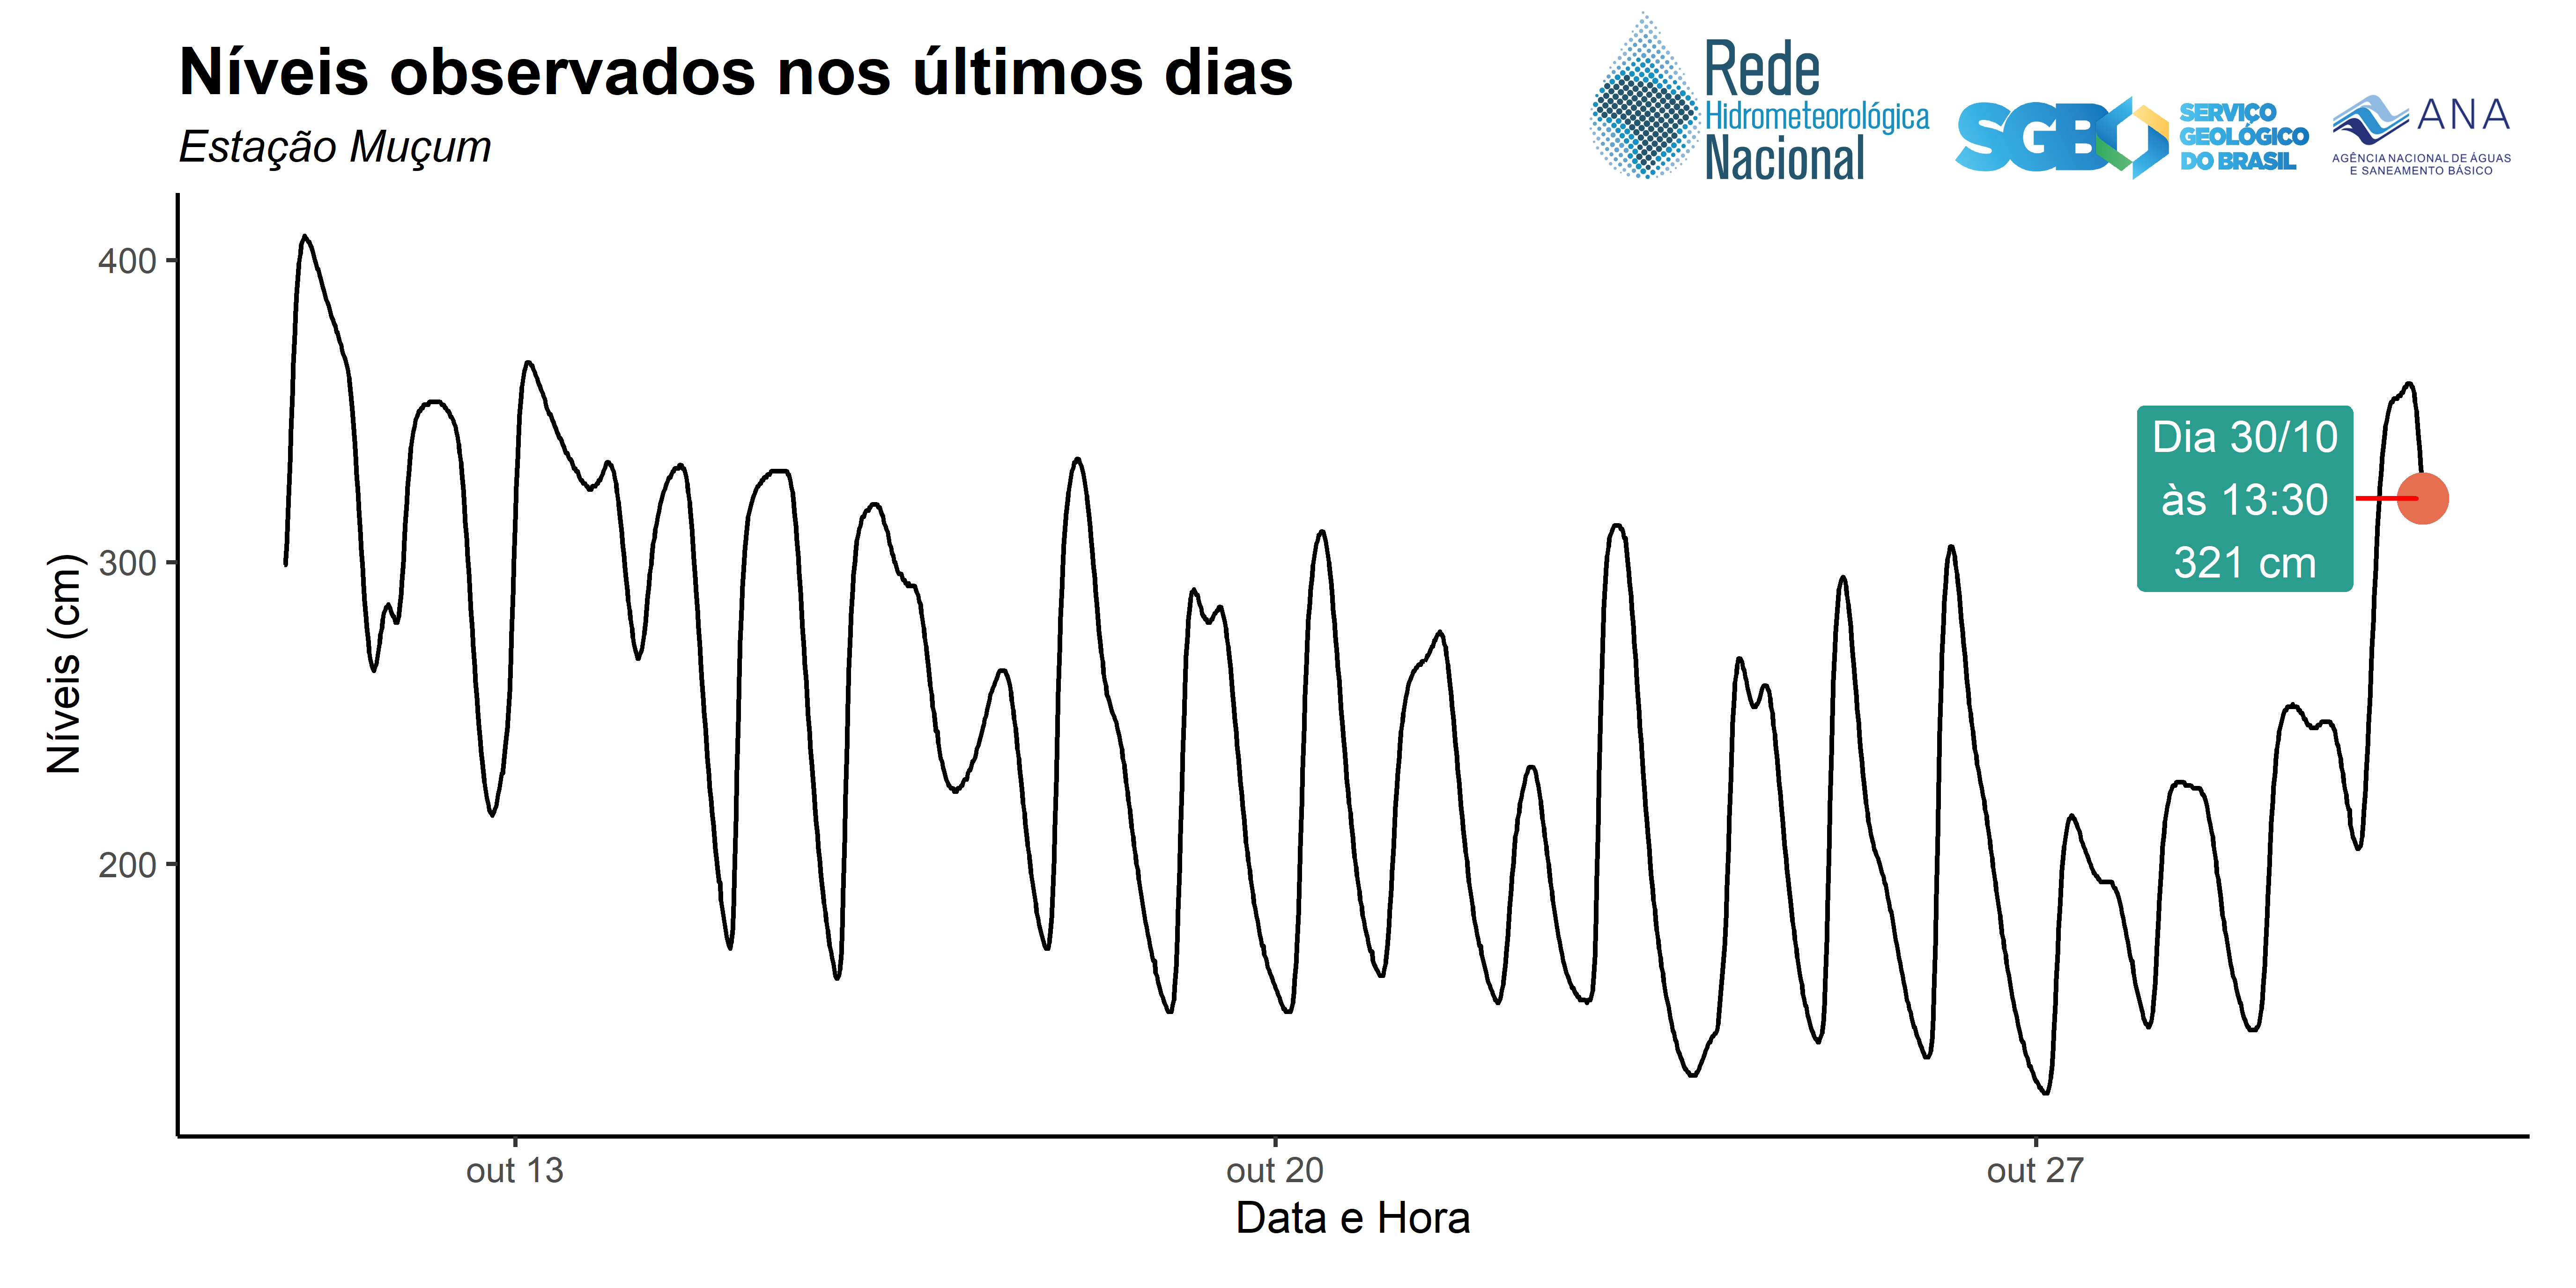 Níveis observados nos últimos dias
Estação Muçum
Rede
Hidrometeorológica
Nacional
SGB
SERVIÇO
GEOLÓGICO
DO BRASIL
ANA
AGÊNCIA NACIONAL DE ÁGUAS
E SANEAMENTO BÁSICO
Níveis (cm)
400
300
200
Dia 30/10
às 13:30
321 cm
out 13
out 20
out 27
Data e Hora